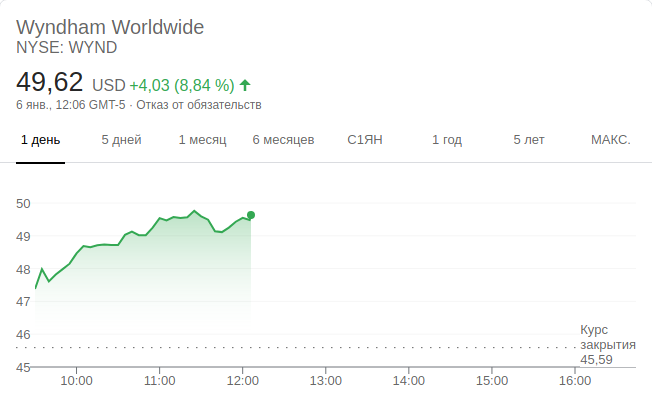 Wyndham Worldwide
NYSE: WYND
49,62 USD +4,03 (8,84 %)
6 янв., 12:06 GMT-5 · Отказ от обязательств
1 день 5 дней 1 месяц 6 месяцев С1ЯН 1 год 5 лет МАКС.
50
49
48
47
46
45
Курс
закрытия
45,59
10:00 11:00 12:00 13:00 14:00 15:00 16:00